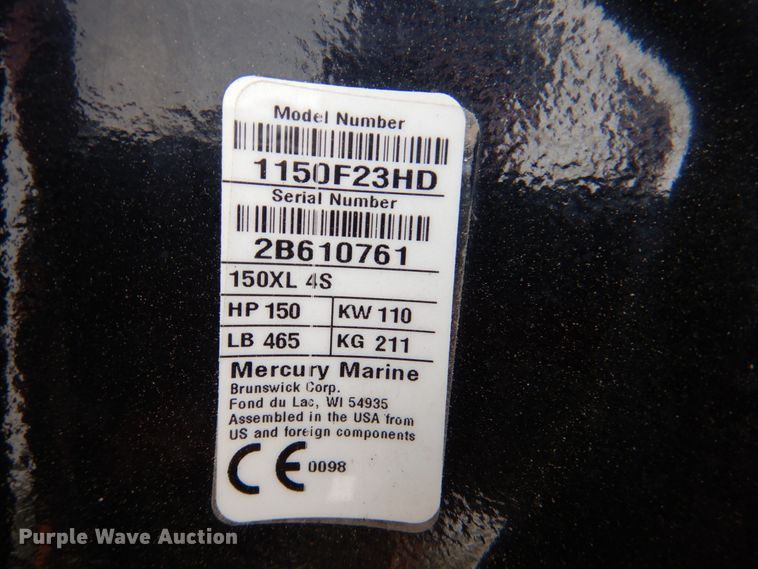 Model Number
1150F23HD
Serial Number
2B610761
150XL 4S
HP 150 KW 110
LB 465 KG 211
Mercury Marine
Brunswick Corp.
Fond du Lac, WI 54935
Assembled in the USA from
US and foreign components
CE 0098
Purple Wave Auction